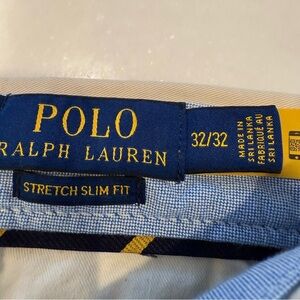 POLO
RALPH LAUREN
32/32
MADE IN
SRI LANKA
FABRIQUÉ AU
SRI LANKA
STRETCH SLIM FIT